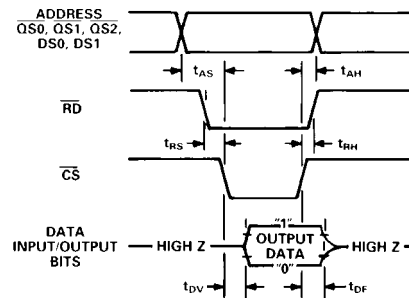 ADDRESS
QS0, QS1, QS2,
DS0, DS1
tAS
tAH
RD
tRS
tRH
CS
DATA
INPUT/OUTPUT
BITS
HIGH Z
"1"
OUTPUT
DATA
"0"
HIGH Z
tDV
tDF